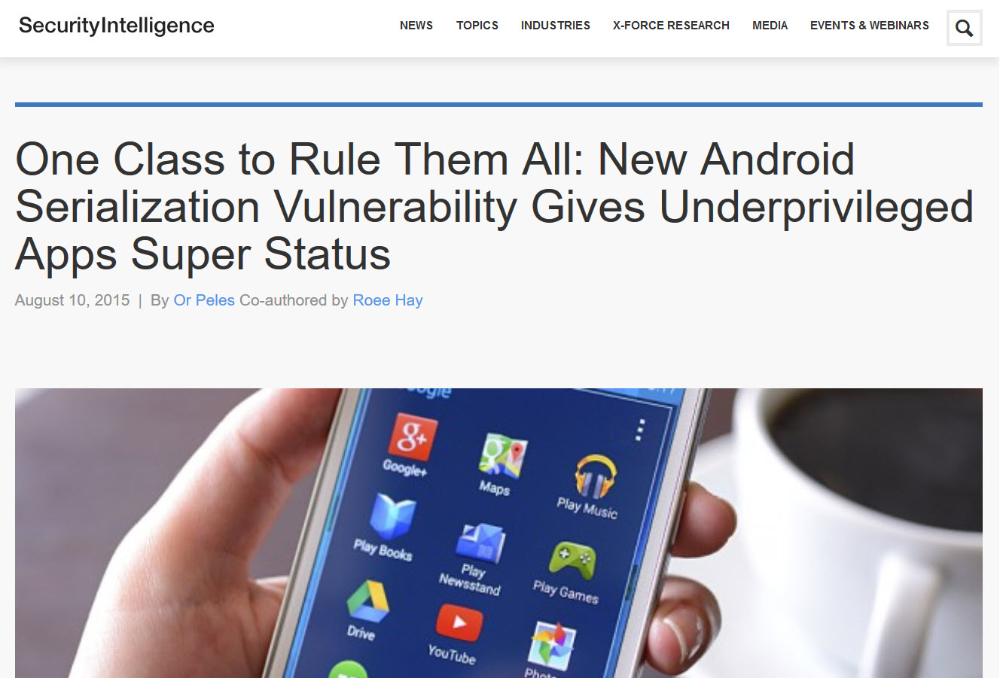 SecurityIntelligence
NEWS TOPICS INDUSTRIES X-FORCE RESEARCH MEDIA EVENTS & WEBINARS
One Class to Rule Them All: New Android
Serialization Vulnerability Gives Underprivileged
Apps Super Status
August 10, 2015 | By Or Peles Co-authored by Roee Hay
g+
Google+
Maps
Play Music
Play Books
Play
Newsstand
Play Games
Drive
YouTube